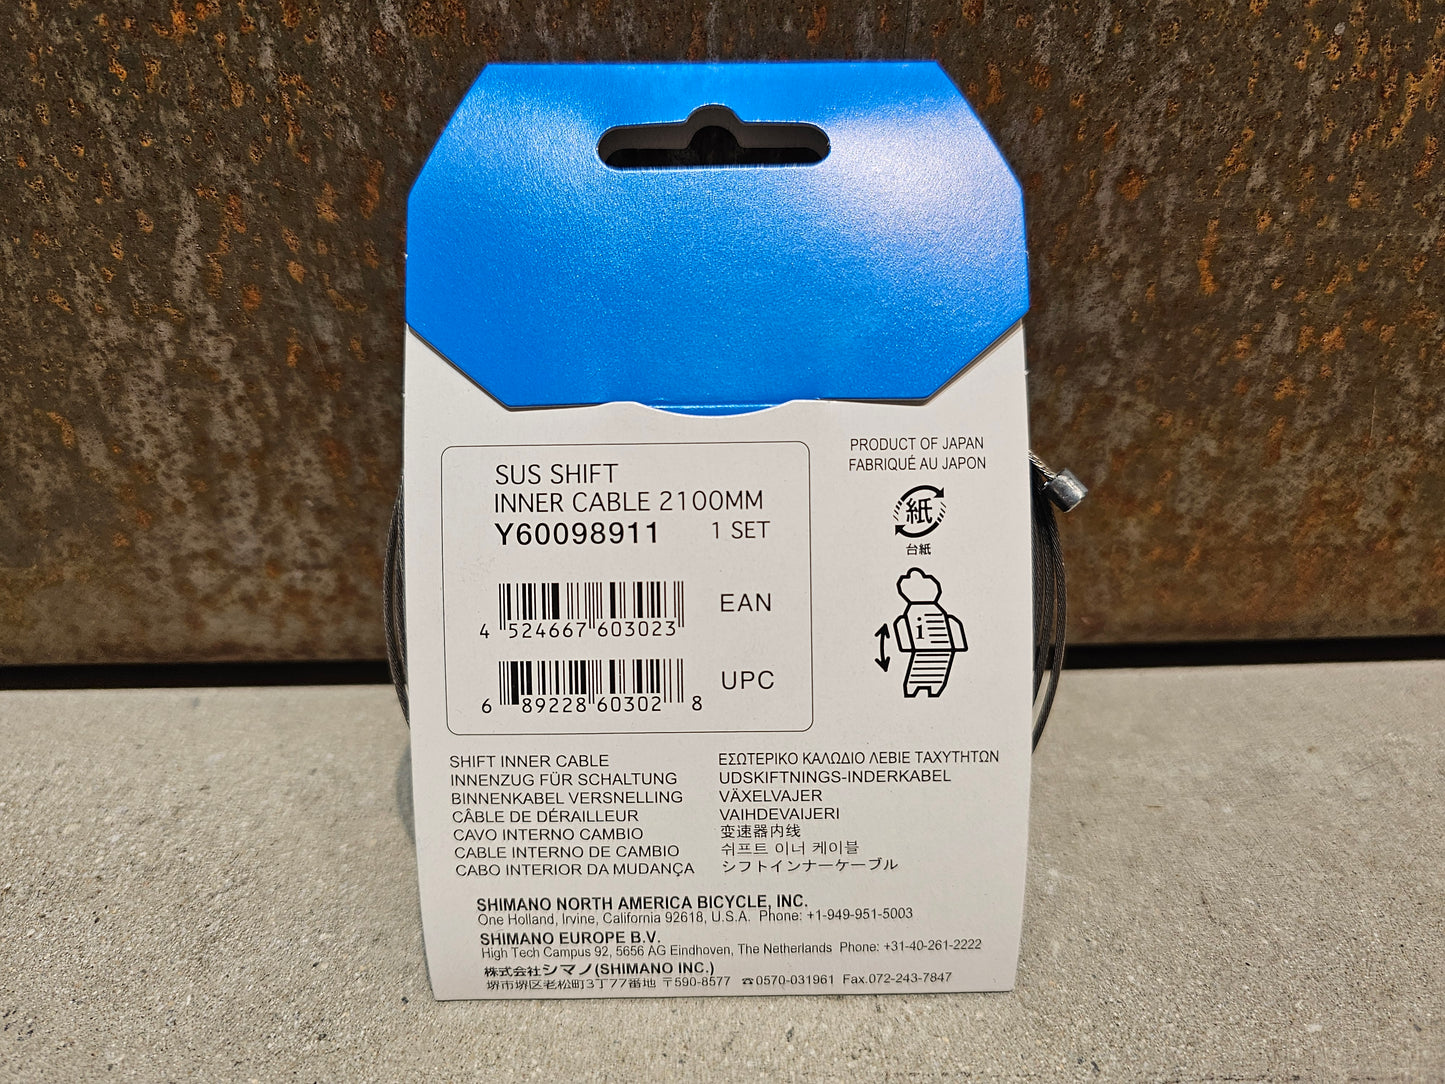 SUS SHIFT
INNER CABLE 2100MM
Y60098911 1 SET
4 524667 603023
EAN
6 89228 60302 8
UPC
PRODUCT OF JAPAN
FABRIQUÉ AU JAPON
紙
台紙
i
SHIFT INNER CABLE
INNENZUG FÜR SCHALTUNG
BINNENKABEL VERSNELLING
CÂBLE DE DÉRAILLEUR
CAVO INTERNO CAMBIO
CABLE INTERNO DE CAMBIO
CABO INTERIOR DA MUDANÇA
ΕΣΩΤΕΡΙΚΟ ΚΑΛΩΔΙΟ ΛΕΒΙΕ ΤΑΧΥΤΗΤΩΝ
UDSKIFTNINGS-INDERKABEL
VÄXELVAJER
VAIHDEVAIJERI
变速器内线
쉬프트 이너 케이블
シフトインナーケーブル
SHIMANO NORTH AMERICA BICYCLE, INC.
One Holland, Irvine, California 92618, U.S.A. Phone: +1-949-951-5003
SHIMANO EUROPE B.V.
High Tech Campus 92, 5656 AG Eindhoven, The Netherlands Phone: +31-40-261-2222
株式会社シマノ(SHIMANO INC.)
堺市堺区老松町3丁77番地 〒590-8577 ☎0570-031961 Fax.072-243-7847